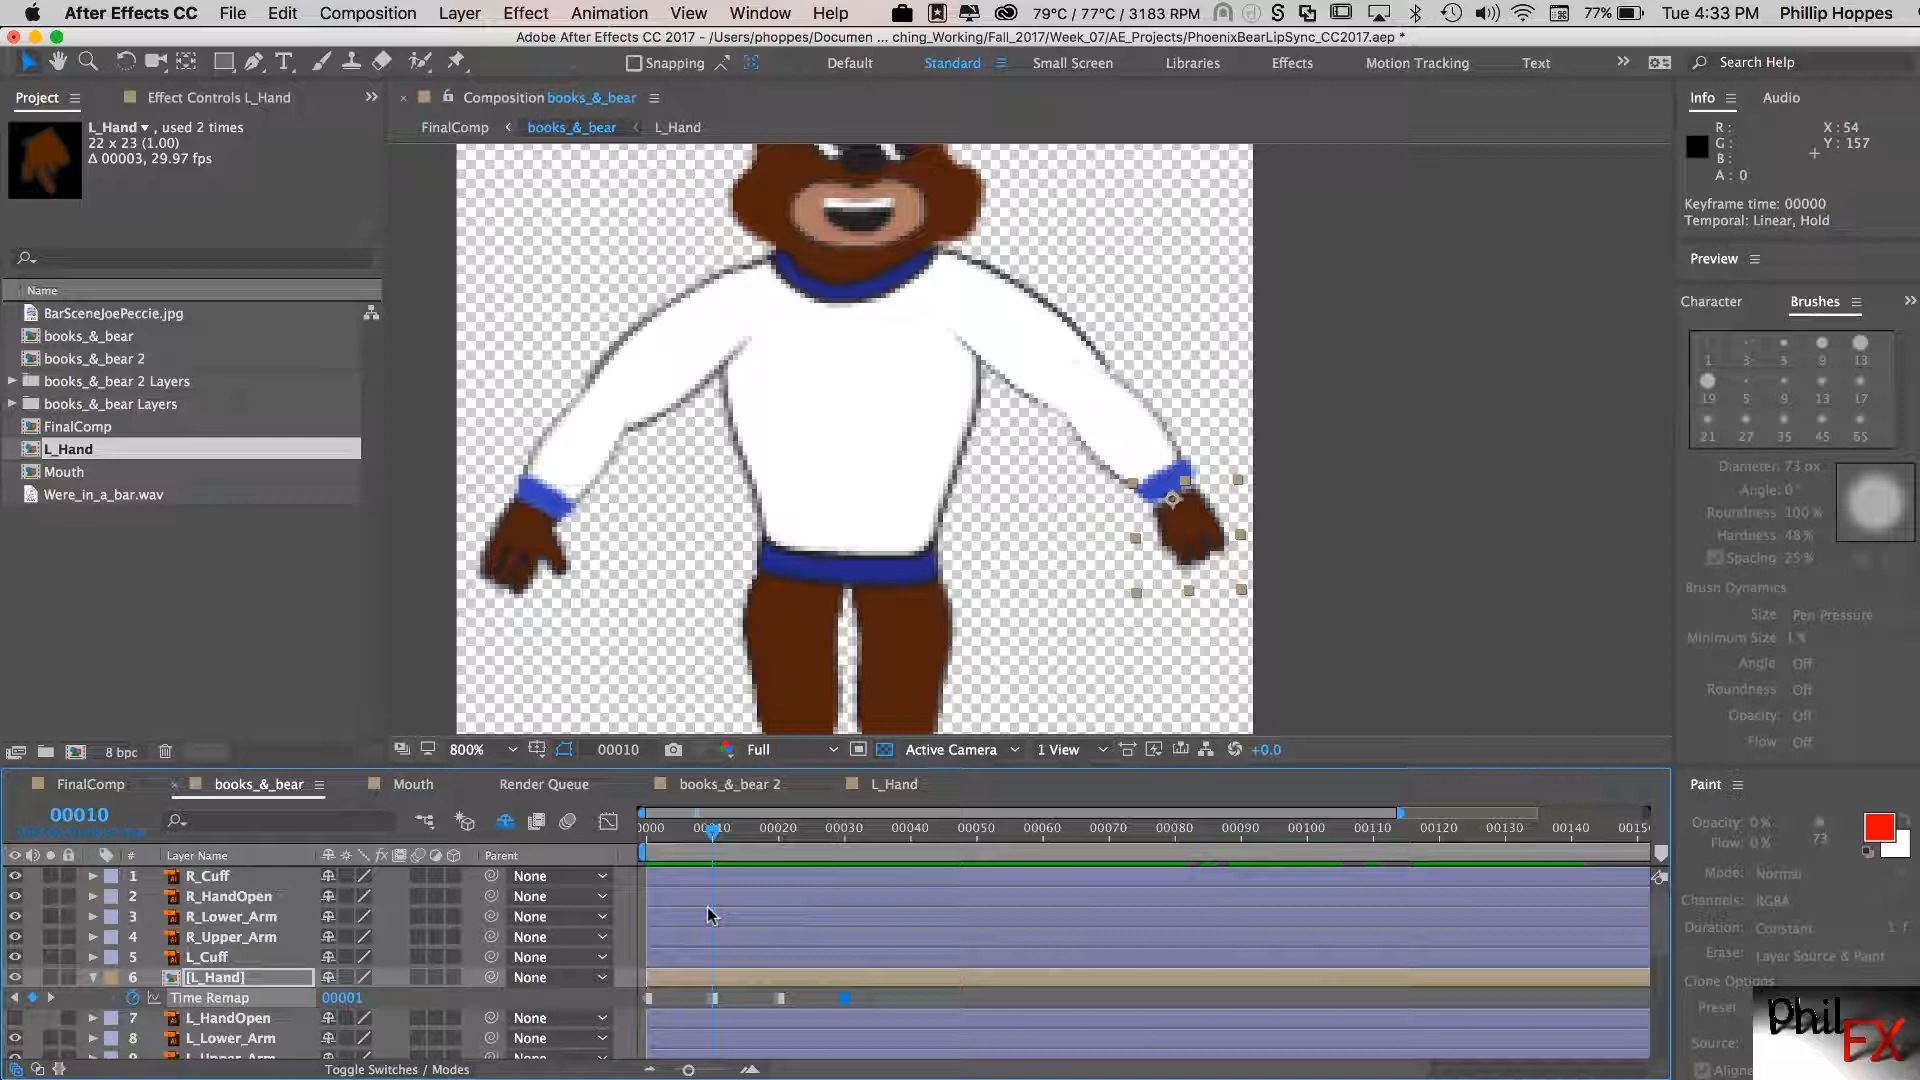 After Effects CC File Edit Composition Layer Effect Animation View Window Help 79°C / 77°C / 3183 RPM 77% Tue 4:33 PM Phillip Hoppes
Adobe After Effects CC 2017 - /Users/phoppes/Documen ... ching_Working/Fall_2017/Week_07/AE_Projects/PhoenixBearLipSync_CC2017.aep *
Snapping Default Standard Small Screen Libraries Effects Motion Tracking Text Search Help
Project Effect Controls L_Hand Composition books_&_bear Info Audio
L_Hand , used 2 times
22 x 23 (1.00)
Δ 00003, 29.97 fps
FinalComp books_&_bear L_Hand
R : X : 54
G : Y : 157
B :
A : 0
Keyframe time: 00000
Temporal: Linear, Hold
Preview
Character Brushes
Name
BarSceneJoePeccie.jpg
books_&_bear
books_&_bear 2
books_&_bear 2 Layers
books_&_bear Layers
FinalComp
L_Hand
Mouth
Were_in_a_bar.wav
1 3 5 9 13
19 5 9 13 17
21 27 35 45 65
Diameter: 73 px
Angle: 0°
Roundness: 100 %
Hardness: 48 %
Spacing: 25 %
Brush Dynamics
Size Pen Pressure
Minimum Size 1 %
Angle Off
Roundness Off
Opacity Off
Flow Off
8 bpc
800% 00010 Full Active Camera 1 View +0.0
FinalComp books_&_bear Mouth Render Queue books_&_bear 2 L_Hand
00010
0000 00010 00020 00030 00040 00050 00060 00070 00080 00090 00100 00110 00120 00130 00140 0015
# Layer Name Parent
1 R_Cuff None
2 R_HandOpen None
3 R_Lower_Arm None
4 R_Upper_Arm None
5 L_Cuff None
6 [L_Hand] None
Time Remap 00001
7 L_HandOpen None
8 L_Lower_Arm None
9 L_Upper_Arm None
Toggle Switches / Modes
Paint
Opacity: 0 %
Flow: 0 % 73
Mode: Normal
Channels: RGBA
Duration: Constant 1 f
Erase: Layer Source & Paint
Clone Options
Preset
Source:
Aligne
Phil
FX